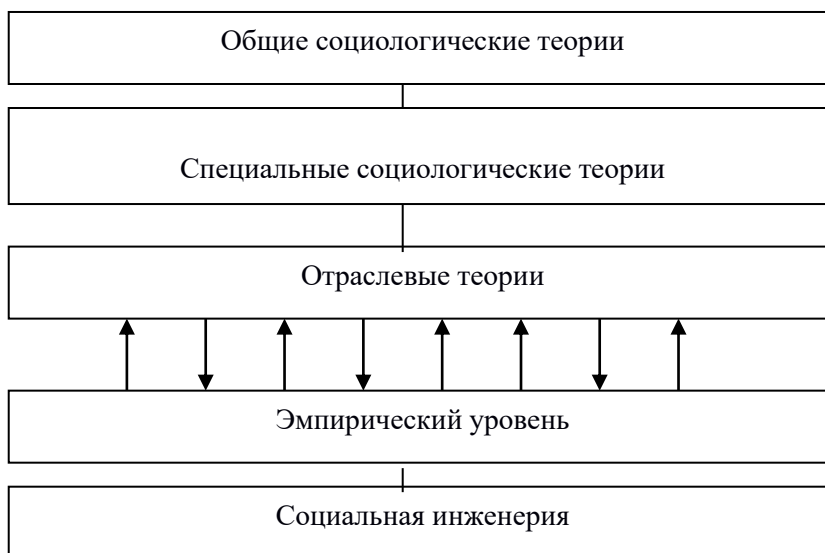 Общие социологические теории
Специальные социологические теории
Отраслевые теории
Эмпирический уровень
Социальная инженерия